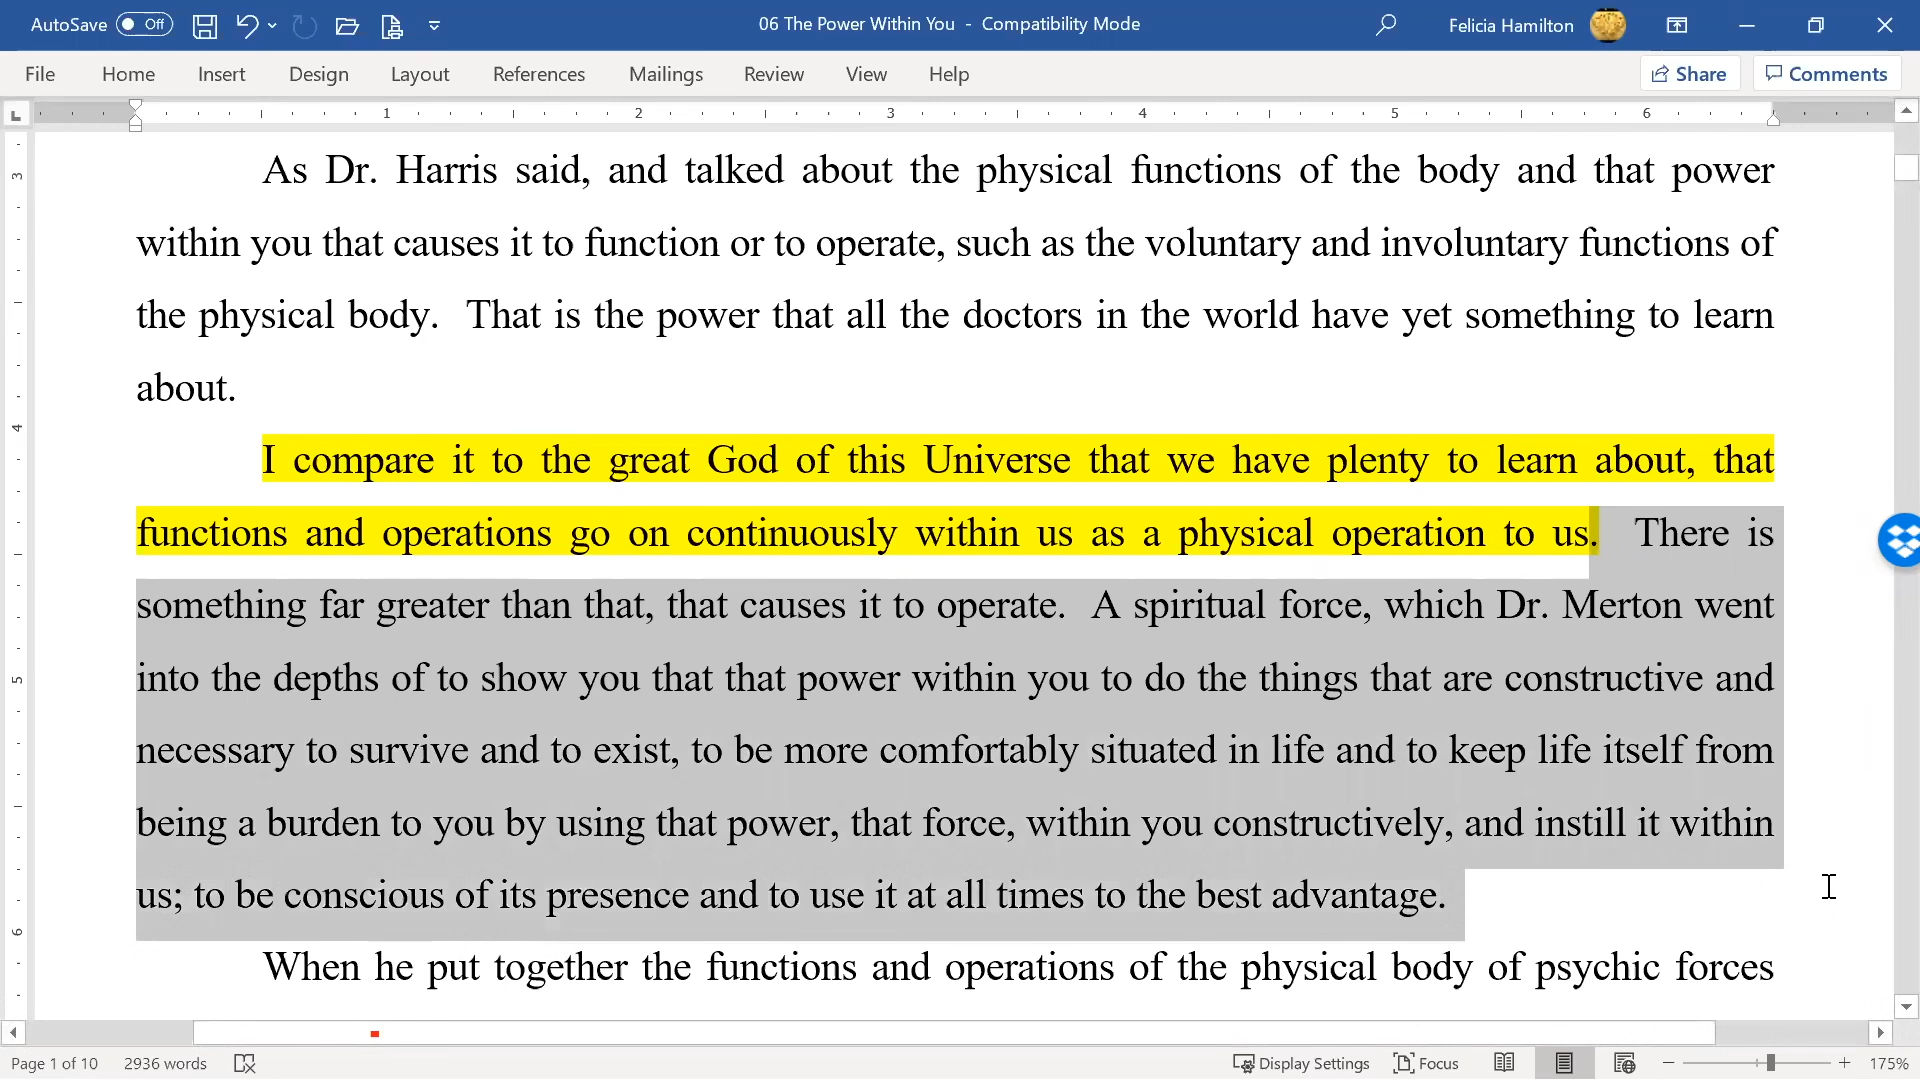 AutoSave Off 06 The Power Within You - Compatibility Mode Felicia Hamilton
File Home Insert Design Layout References Mailings Review View Help Share Comments
1 2 3 4 5 6
As Dr. Harris said, and talked about the physical functions of the body and that power
within you that causes it to function or to operate, such as the voluntary and involuntary functions of
the physical body. That is the power that all the doctors in the world have yet something to learn
about.
I compare it to the great God of this Universe that we have plenty to learn about, that
functions and operations go on continuously within us as a physical operation to us. There is
something far greater than that, that causes it to operate. A spiritual force, which Dr. Merton went
into the depths of to show you that that power within you to do the things that are constructive and
necessary to survive and to exist, to be more comfortably situated in life and to keep life itself from
being a burden to you by using that power, that force, within you constructively, and instill it within
us; to be conscious of its presence and to use it at all times to the best advantage.
When he put together the functions and operations of the physical body of psychic forces
3
4
5
6
Page 1 of 10 2936 words Display Settings Focus 175%